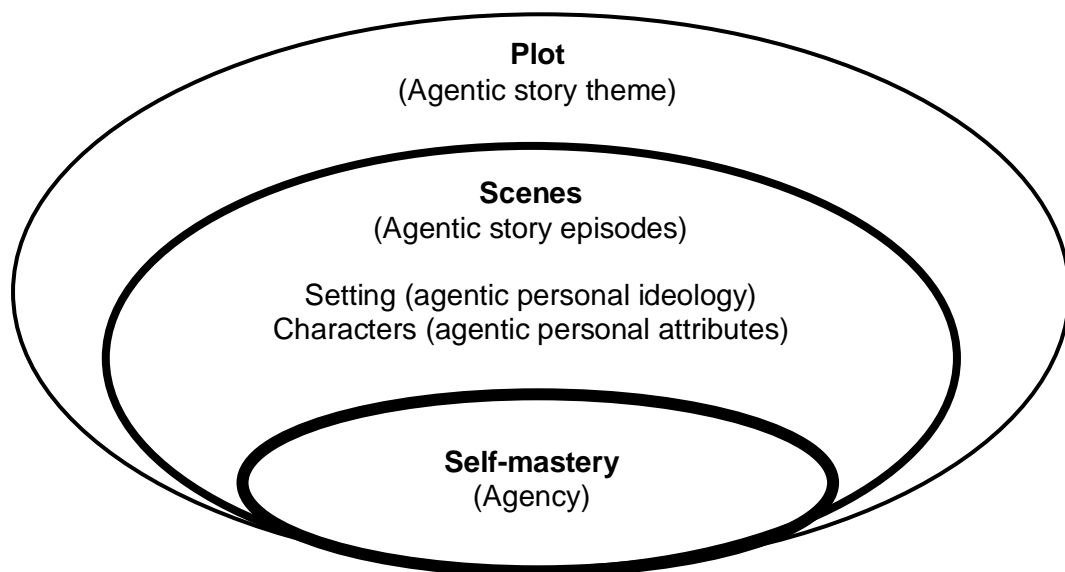 Plot
(Agentic story theme)
Scenes
(Agentic story episodes)
Setting (agentic personal ideology)
Characters (agentic personal attributes)
Self-mastery
(Agency)